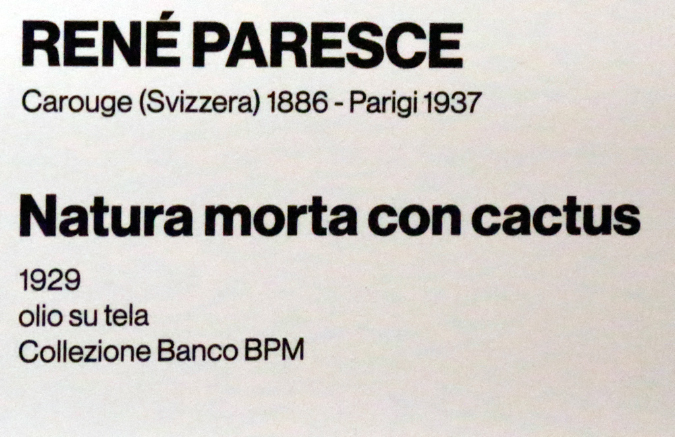 RENÉ PARESCE
Carouge (Svizzera) 1886 - Parigi 1937
Natura morta con cactus
1929
olio su tela
Collezione Banco BPM